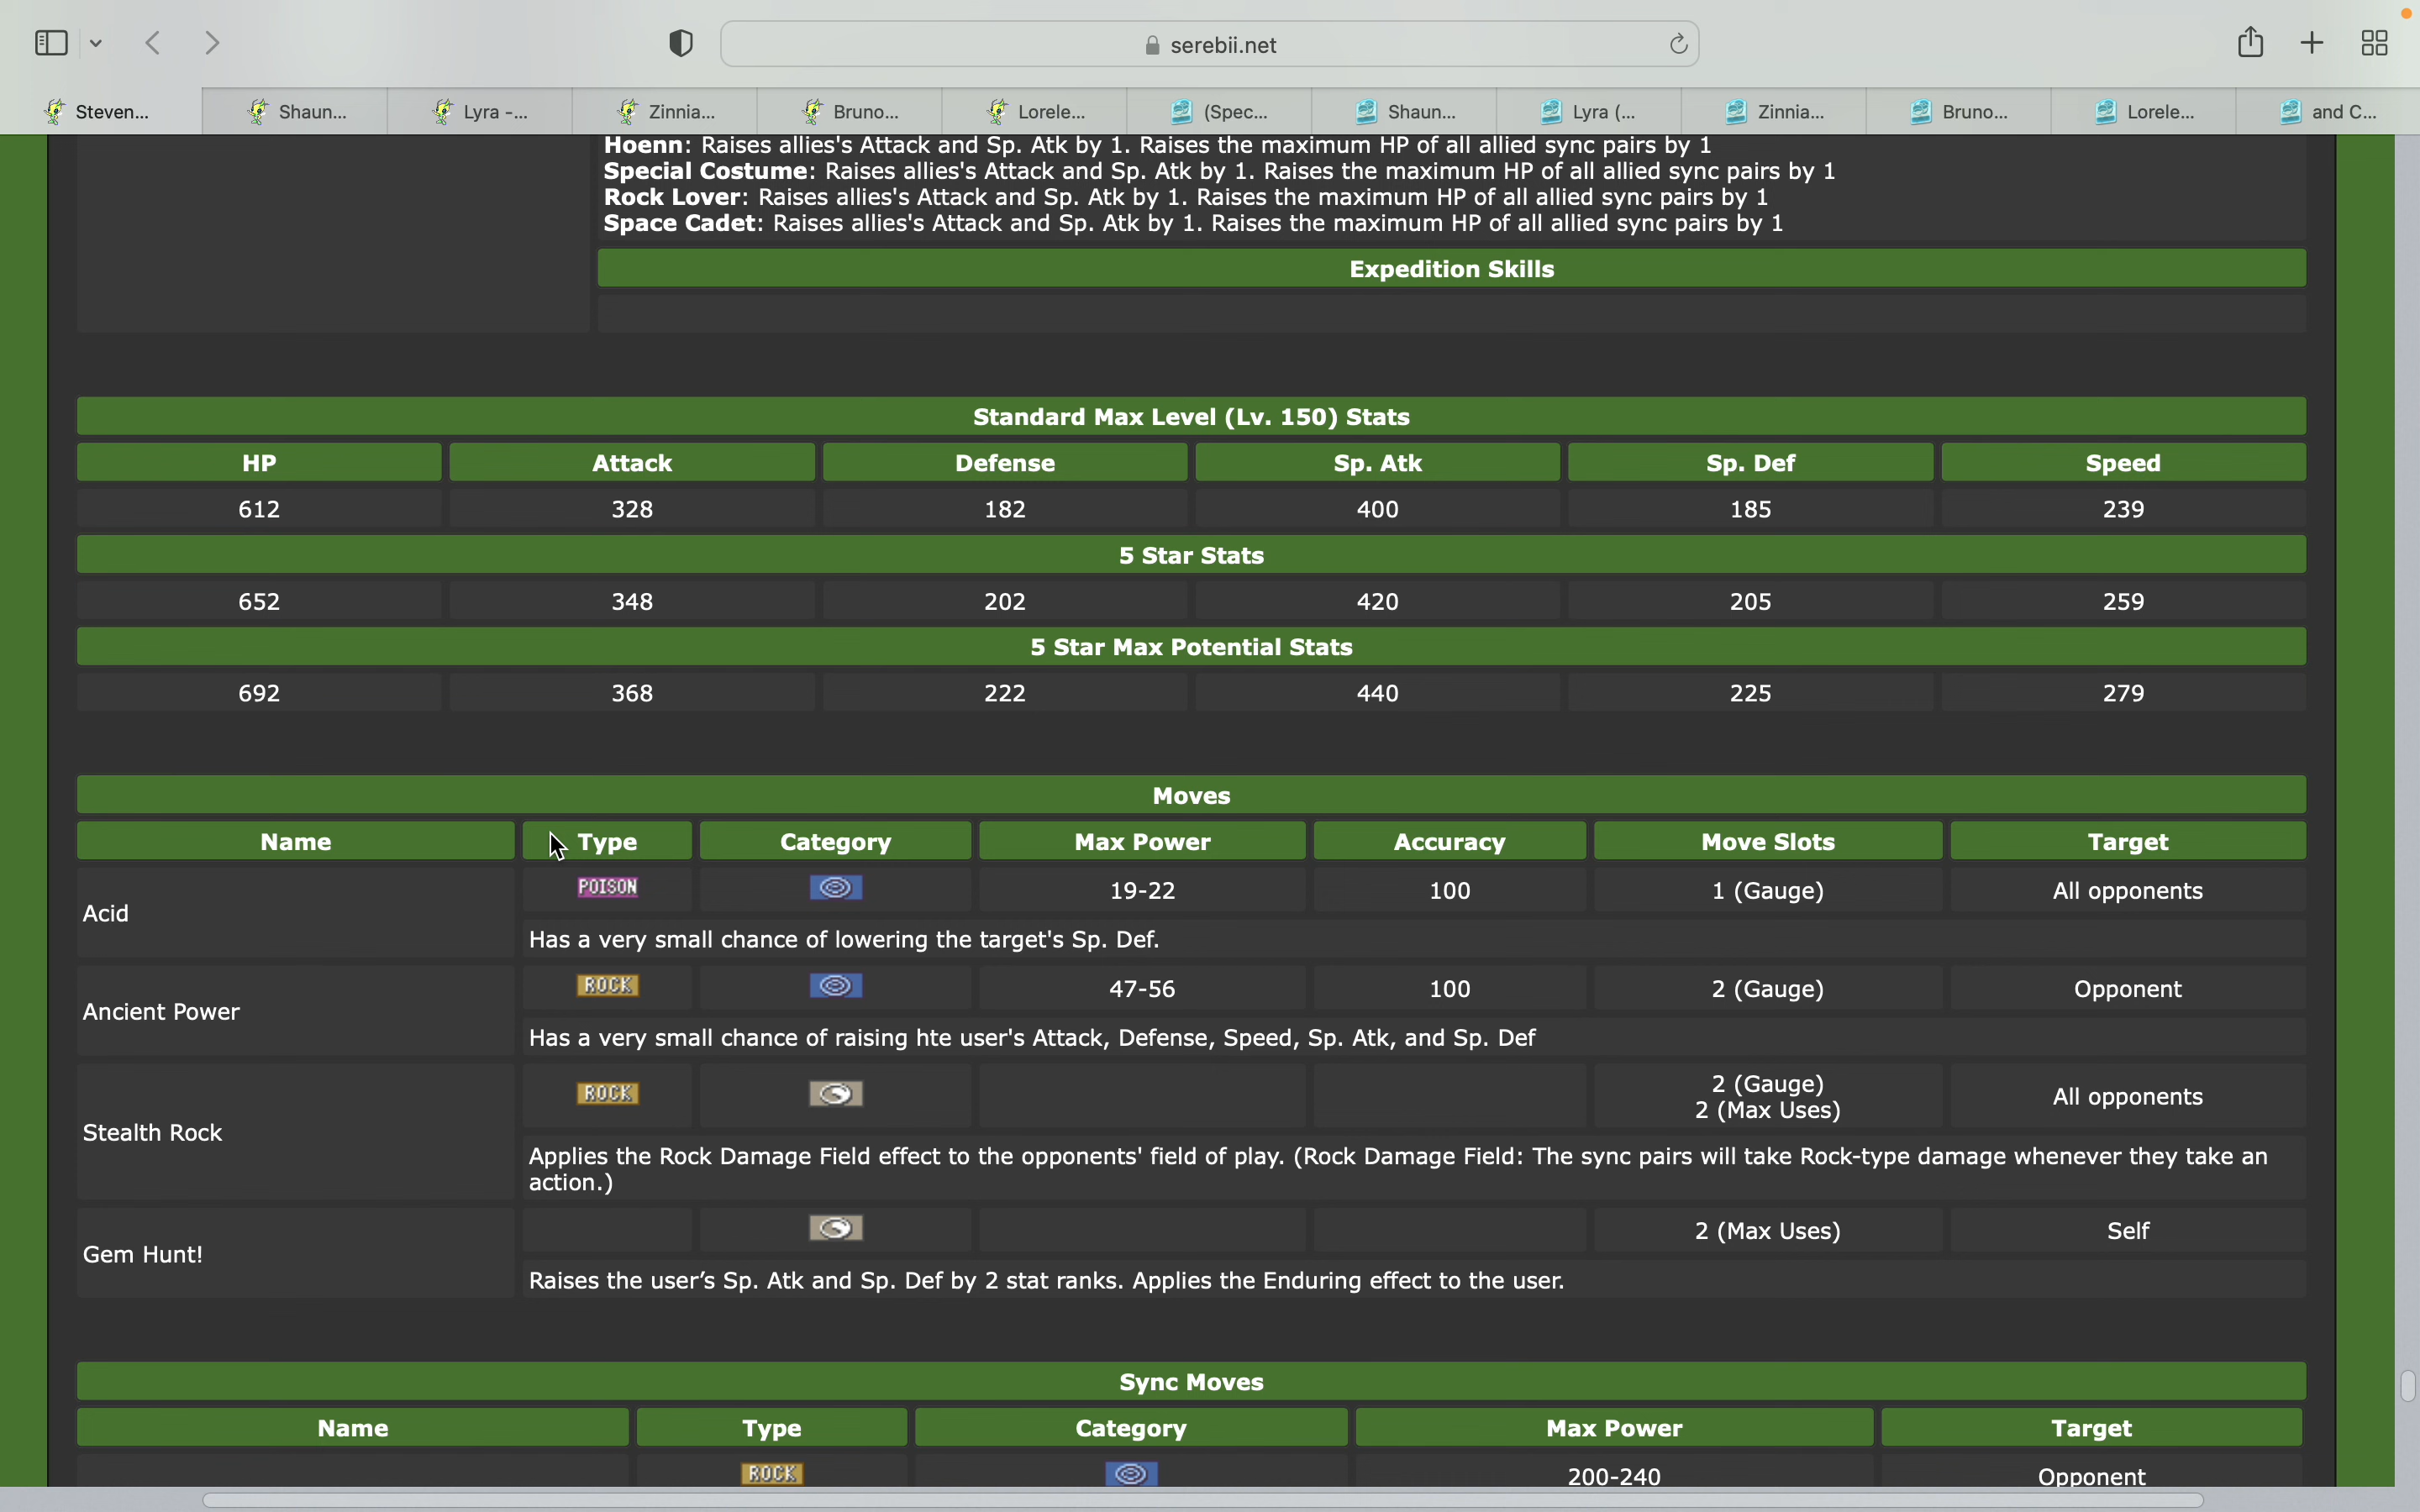 serebii.net
Steven...
Shaun...
Lyra -...
Zinnia...
Bruno...
Lorele...
(Spec...
Shaun...
Lyra (...
Zinnia...
Bruno...
Lorele...
and C...
Hoenn: Raises allies's Attack and Sp. Atk by 1. Raises the maximum HP of all allied sync pairs by 1
Special Costume: Raises allies's Attack and Sp. Atk by 1. Raises the maximum HP of all allied sync pairs by 1
Rock Lover: Raises allies's Attack and Sp. Atk by 1. Raises the maximum HP of all allied sync pairs by 1
Space Cadet: Raises allies's Attack and Sp. Atk by 1. Raises the maximum HP of all allied sync pairs by 1
Expedition Skills
Standard Max Level (Lv. 150) Stats
HP Attack Defense Sp. Atk Sp. Def Speed
612 328 182 400 185 239
5 Star Stats
652 348 202 420 205 259
5 Star Max Potential Stats
692 368 222 440 225 279
Moves
Name Type Category Max Power Accuracy Move Slots Target
Acid
POISON 19-22 100 1 (Gauge) All opponents
Has a very small chance of lowering the target's Sp. Def.
Ancient Power
ROCK 47-56 100 2 (Gauge) Opponent
Has a very small chance of raising hte user's Attack, Defense, Speed, Sp. Atk, and Sp. Def
Stealth Rock
ROCK
2 (Gauge)
2 (Max Uses)
All opponents
Applies the Rock Damage Field effect to the opponents' field of play. (Rock Damage Field: The sync pairs will take Rock-type damage whenever they take an
action.)
Gem Hunt!
2 (Max Uses) Self
Raises the user’s Sp. Atk and Sp. Def by 2 stat ranks. Applies the Enduring effect to the user.
Sync Moves
Name Type Category Max Power Target
ROCK 200-240 Opponent